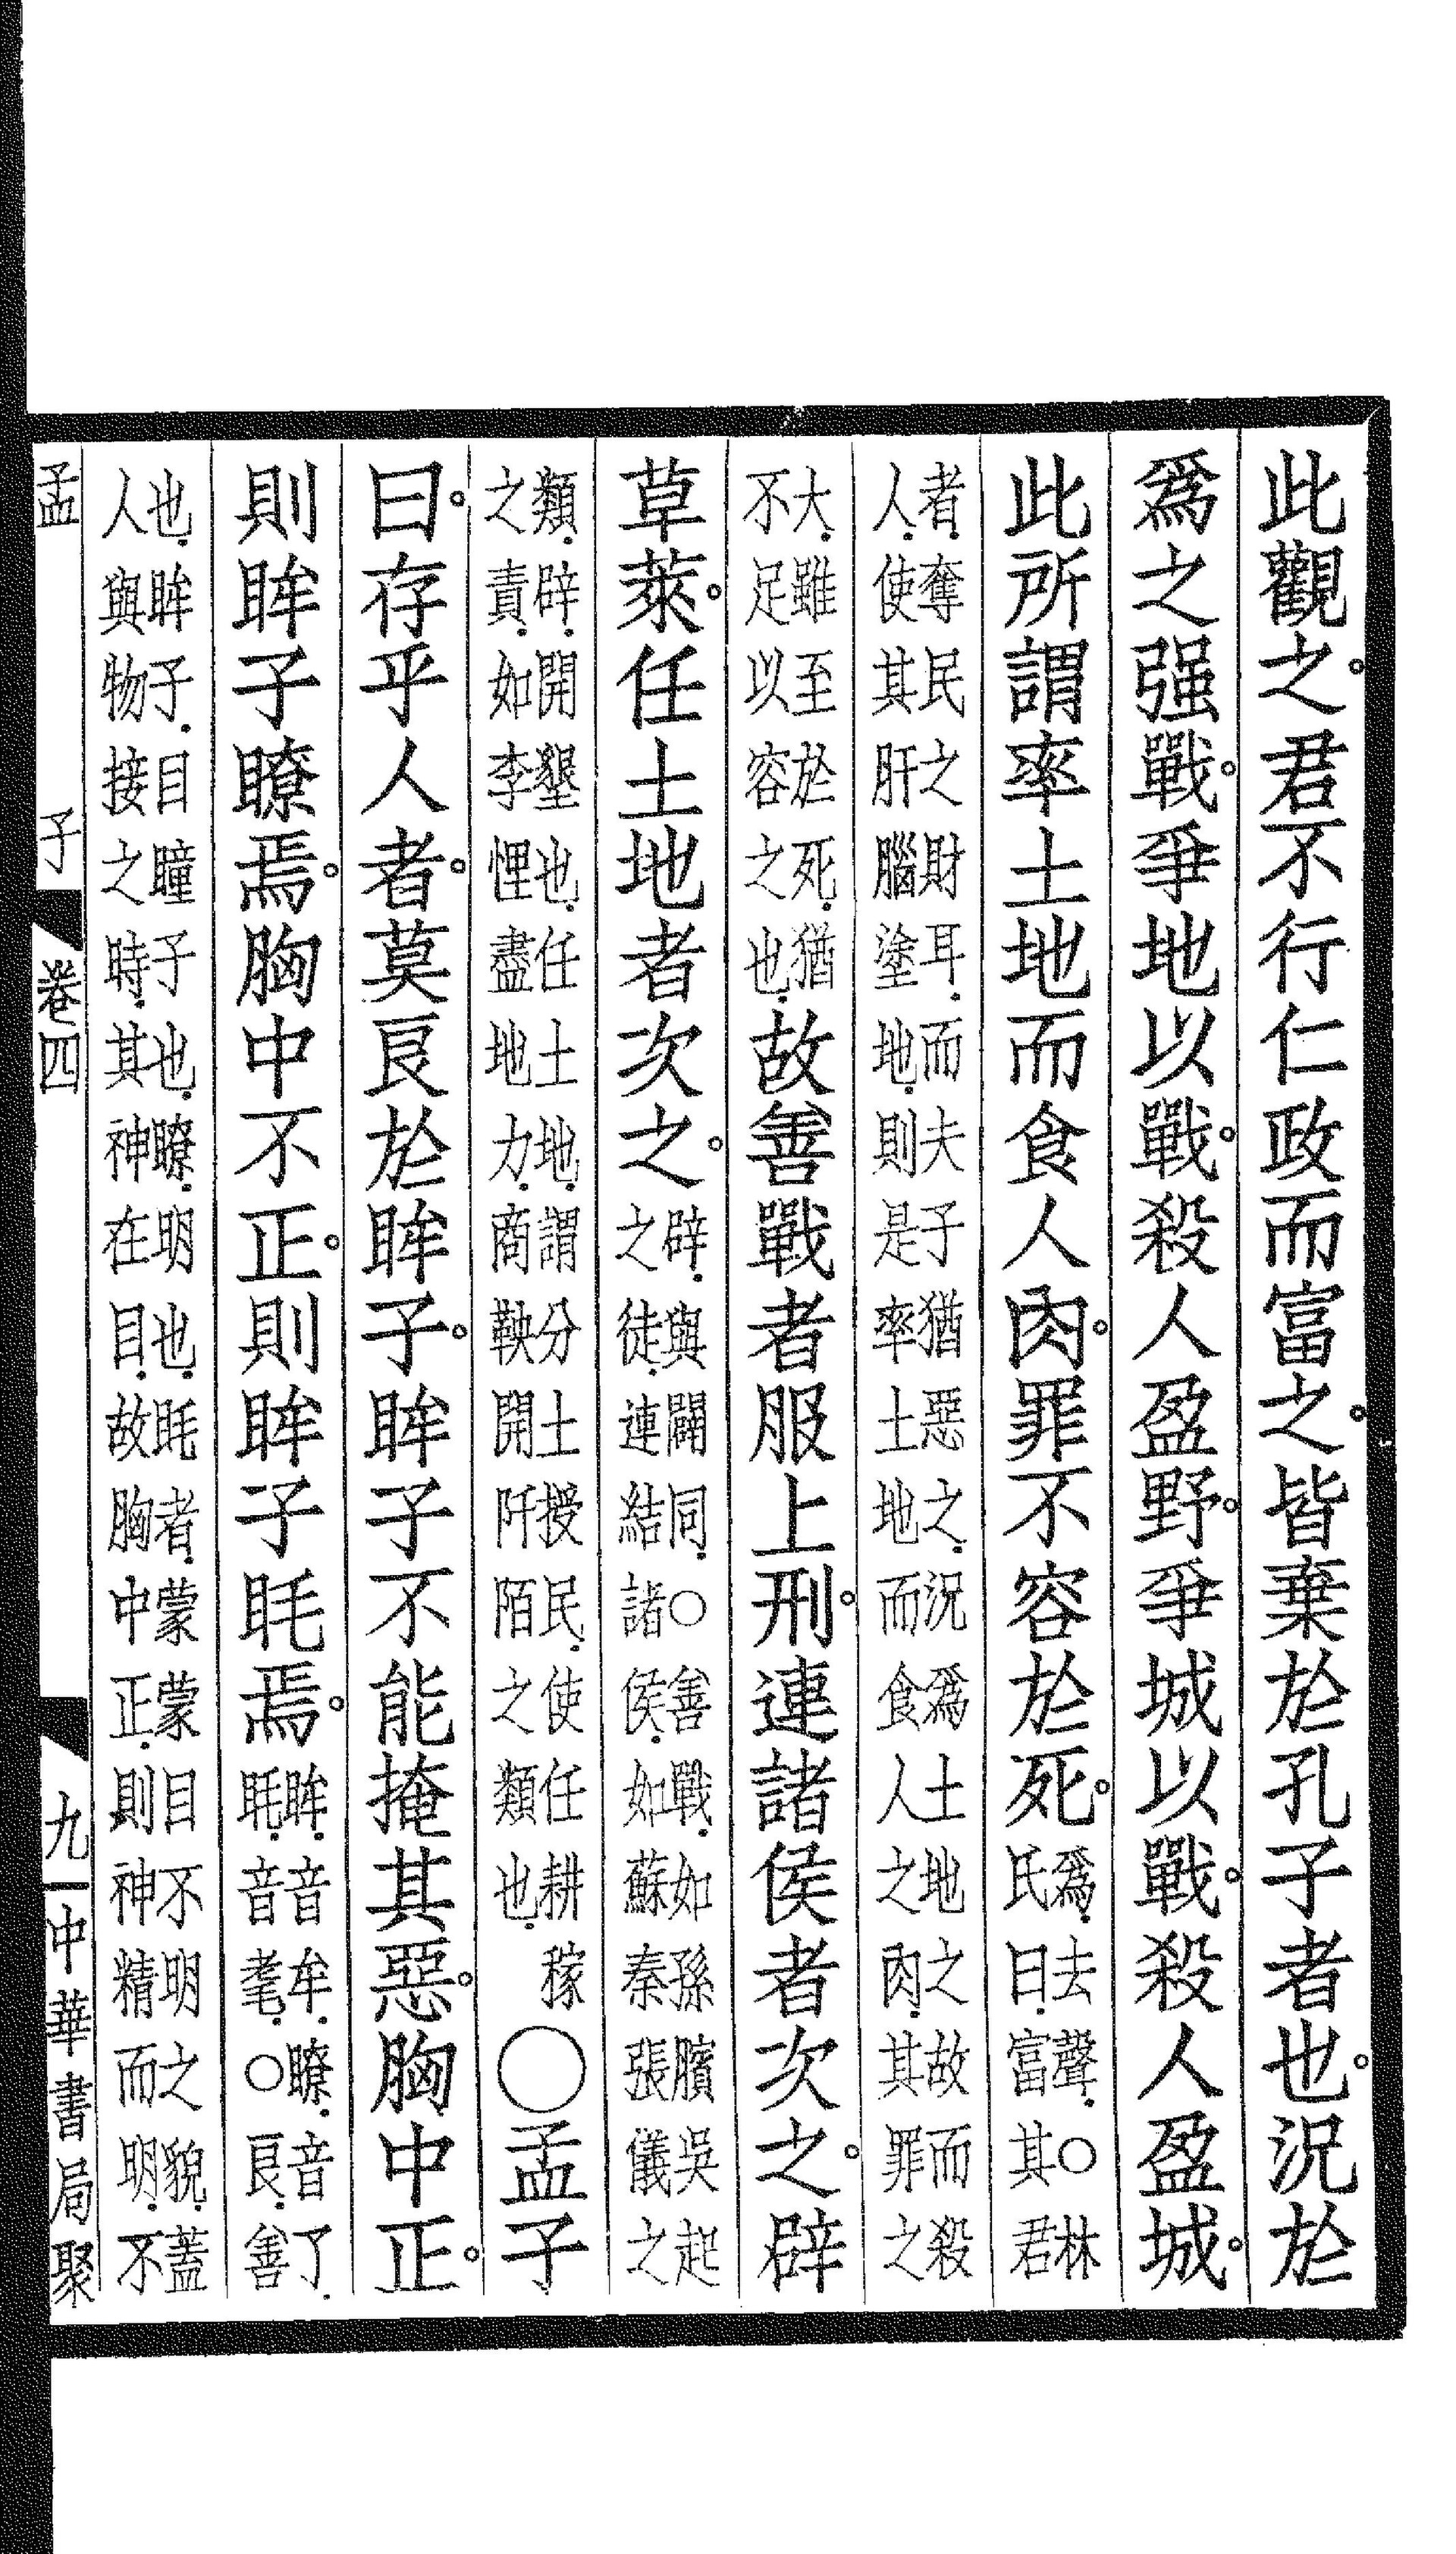 此觀之。君不行仁政而富之。皆棄於孔子者也。況於
爲之强戰。爭地以戰。殺人盈野。爭城以戰。殺人盈城。
此所謂率土地而食人肉。罪不容於死。爲.去聲.○林
氏曰.富其君
者.奪民之財耳.而夫子猶惡之.況爲土地之故而殺
人.使其肝腦塗地.則是率土地而食人之肉.其罪之
大.雖至於死.猶
不足以容之也.故善戰者服上刑。連諸侯者次之。辟
草萊。任土地者次之。辟.與闢同.○善戰.如孫臏吳起
之徒.連結諸侯.如蘇秦張儀之
類.辟.開墾也.任土地.謂分土授民.使任耕稼
之責.如李悝盡地力.商鞅開阡陌之類也.○孟子
曰。存乎人者。莫良於眸子。眸子不能掩其惡。胸中正。
則眸子瞭焉。胸中不正。則眸子眊焉。眸.音牟.瞭.音了.
眊.音耄.○良.善
也.眸子.目瞳子也.瞭.明也.眊者.蒙蒙目不明之貌.蓋
人與物接之時.其神在目.故胸中正.則神精而明.不
孟子 卷四 九 中華書局聚